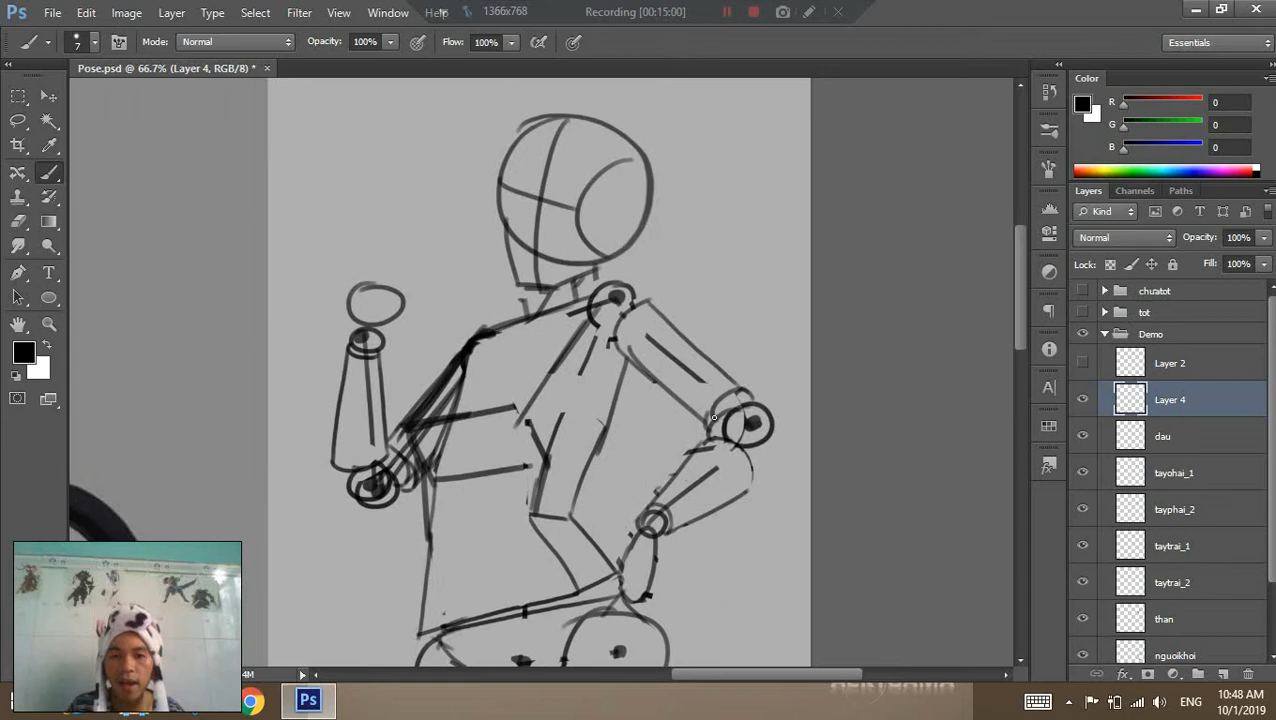 Ps File Edit Image Layer Type Select Filter View Window Help 1366x768 Recording [00:15:00]
7 Mode: Normal Opacity: 100% Flow: 100% Essentials
Pose.psd @ 66.7% (Layer 4, RGB/8) * ×
Color
R 0
G 0
B 0
Layers Channels Paths
Kind
Normal Opacity: 100%
Lock: Fill: 100%
chuatot
tot
Demo
Layer 2
Layer 4
dau
tayohai_1
tayphai_2
taytrai_1
taytrai_2
than
nguoikhoi
Ps
ENG
10:48 AM
10/1/2019